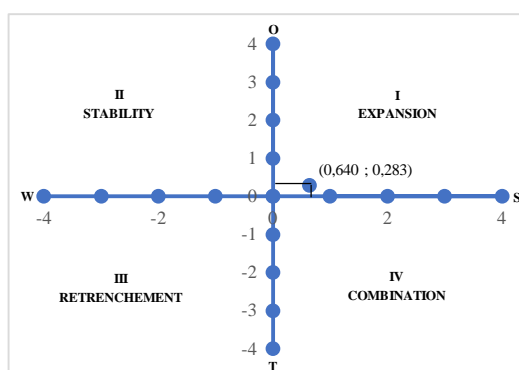 O
4
3
II
I
STABILITY
EXPANSION
2
1
(0,640 ; 0,283)
W
0
S
-4
-2
0
2
4
-1
III
IV
RETRENCHEMENT
COMBINATION
-2
-3
-4
T